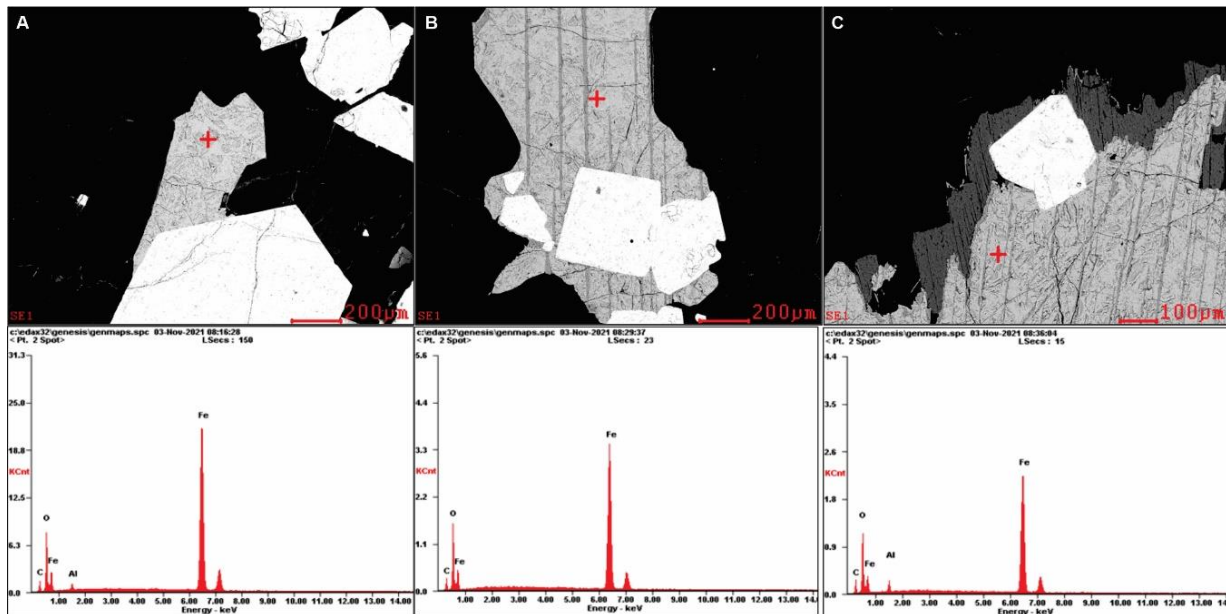 A
SE1
200µm
B
SE1
200µm
C
SE1
100µm
c:\edax32\genesis\genmaps.spc 03-Nov-2021 08:16:28
< Pt. 2 Spot> LSecs : 150
31.3
25.0
18.8
KCnt
12.5
6.3
0.0
C
O
Fe
Al
Fe
1.00 2.00 3.00 4.00 5.00 6.00 7.00 8.00 9.00 10.00 11.00 12.00 13.00 14.00
Energy - keV
c:\edax32\genesis\genmaps.spc 03-Nov-2021 08:29:37
< Pt. 2 Spot> LSecs : 23
5.6
4.4
3.3
KCnt
2.2
1.1
0.0
C
O
Fe
Fe
1.00 2.00 3.00 4.00 5.00 6.00 7.00 8.00 9.00 10.00 11.00 12.00 13.00 14.0
Energy - keV
c:\edax32\genesis\genmaps.spc 03-Nov-2021 08:36:04
< Pt. 2 Spot> LSecs : 15
4.4
3.5
2.6
KCnt
1.8
0.9
0.0
C
O
Fe
Al
Fe
1.00 2.00 3.00 4.00 5.00 6.00 7.00 8.00 9.00 10.00 11.00 12.00 13.00 14.0
Energy - keV